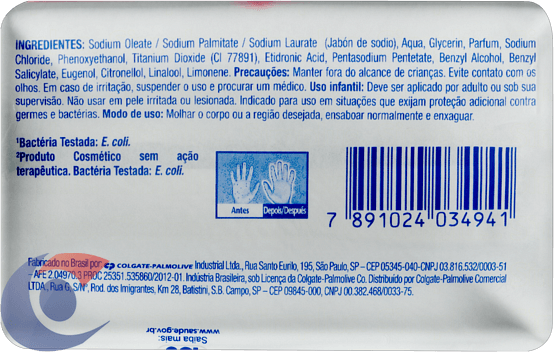 INGREDIENTES: Sodium Oleate / Sodium Palmitate / Sodium Laurate (Jabón de sodio), Aqua, Glycerin, Parfum, Sodium
Chloride, Phenoxyethanol, Titanium Dioxide (CI 77891), Etidronic Acid, Pentasodium Pentetate, Benzyl Alcohol, Benzyl
Salicylate, Eugenol, Citronellol, Linalool, Limonene. Precauções: Manter fora do alcance de crianças. Evite contato com os
olhos. Em caso de irritação, suspender o uso e procurar um médico. Uso infantil: Deve ser aplicado por adulto ou sob sua
supervisão. Não usar em pele irritada ou lesionada. Indicado para uso em situações que exijam proteção adicional contra
germes e bactérias. Modo de uso: Molhar o corpo ou a região desejada, ensaboar normalmente e enxaguar.
¹Bactéria Testada: E. coli.
²Produto Cosmético sem ação
terapêutica. Bactéria Testada: E. coli.
Antes Depois/Después
7 891024 034941
Fabricado no Brasil por COLGATE-PALMOLIVE Industrial Ltda., Rua Santo Eurilo, 195, São Paulo, SP – CEP 05345-040-CNPJ 03.816.532/0003-51
– AFE 2.04970.3 PROC 25351.535860/2012-01. Indústria Brasileira, sob Licença da Colgate-Palmolive Co. Distribuído por Colgate-Palmolive Comercial
LTDA., Rua G, S/Nº, Rod. dos Imigrantes, Km 28, Batistini, S.B. Campo, SP – CEP 09845-000, CNPJ 00.382.468/0033-75.
Saiba mais:
www.saude.gov.br